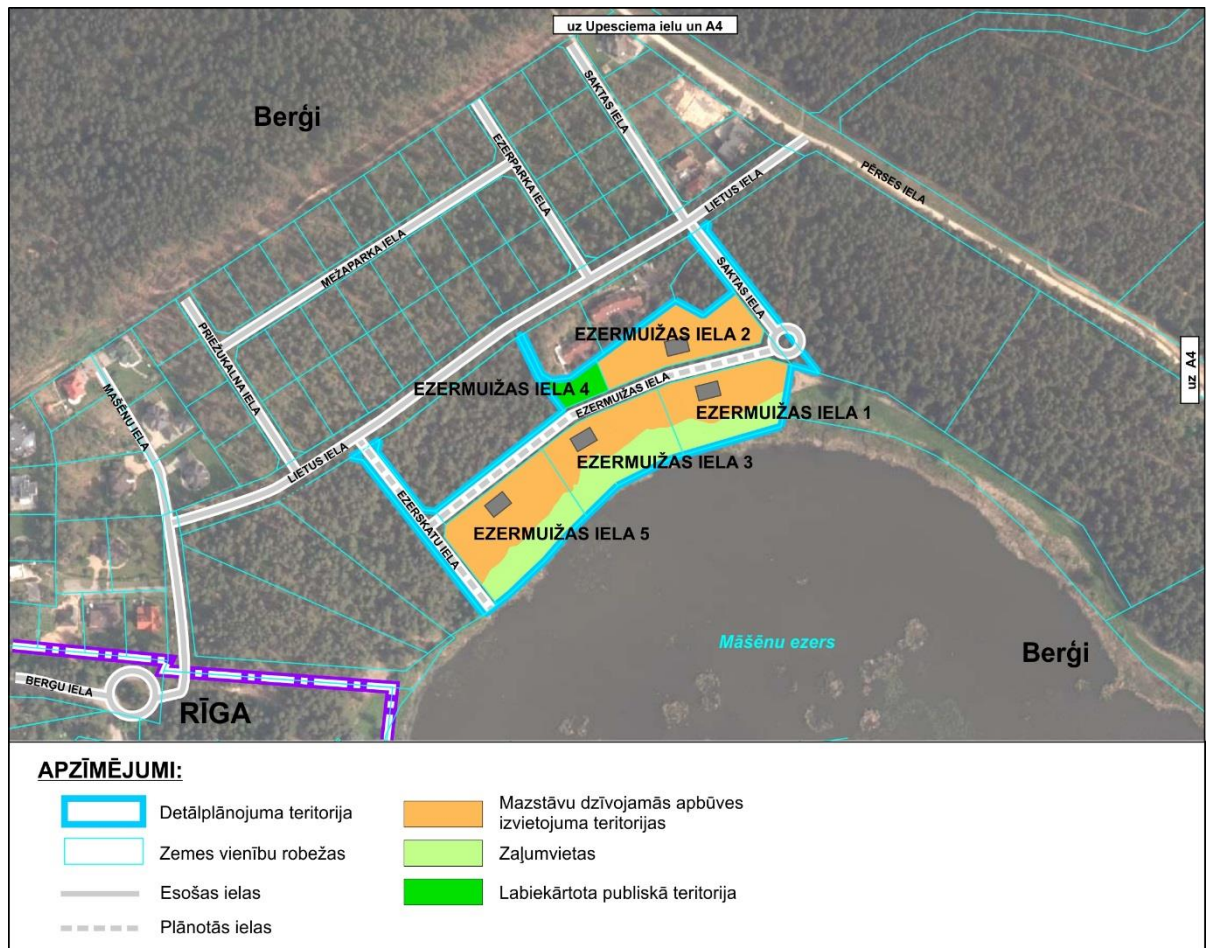 uz Upesciema ielu un A4
Berģi
SAKTAS IELA
EZERPARKA IELA
LIETUS IELA
PĒRSES IELA
MEŽAPARKA IELA
SAKTAS IELA
PRIEŽUKALNA IELA
EZERMUIŽAS IELA 2
uz A4
MAŠĒNU IELA
EZERMUIŽAS IELA 4
EZERMUIŽAS IELA
EZERMUIŽAS IELA 1
LIETUS IELA
EZERMUIŽAS IELA 3
EZERSKATU IELA
EZERMUIŽAS IELA 5
Māšēnu ezers
Berģi
BERĢU IELA
RĪGA
APZĪMĒJUMI:
Detālplānojuma teritorija
Zemes vienību robežas
Esošas ielas
Plānotās ielas
Mazstāvu dzīvojamās apbūves
izvietojuma teritorijas
Zaļumvietas
Labiekārtota publiskā teritorija